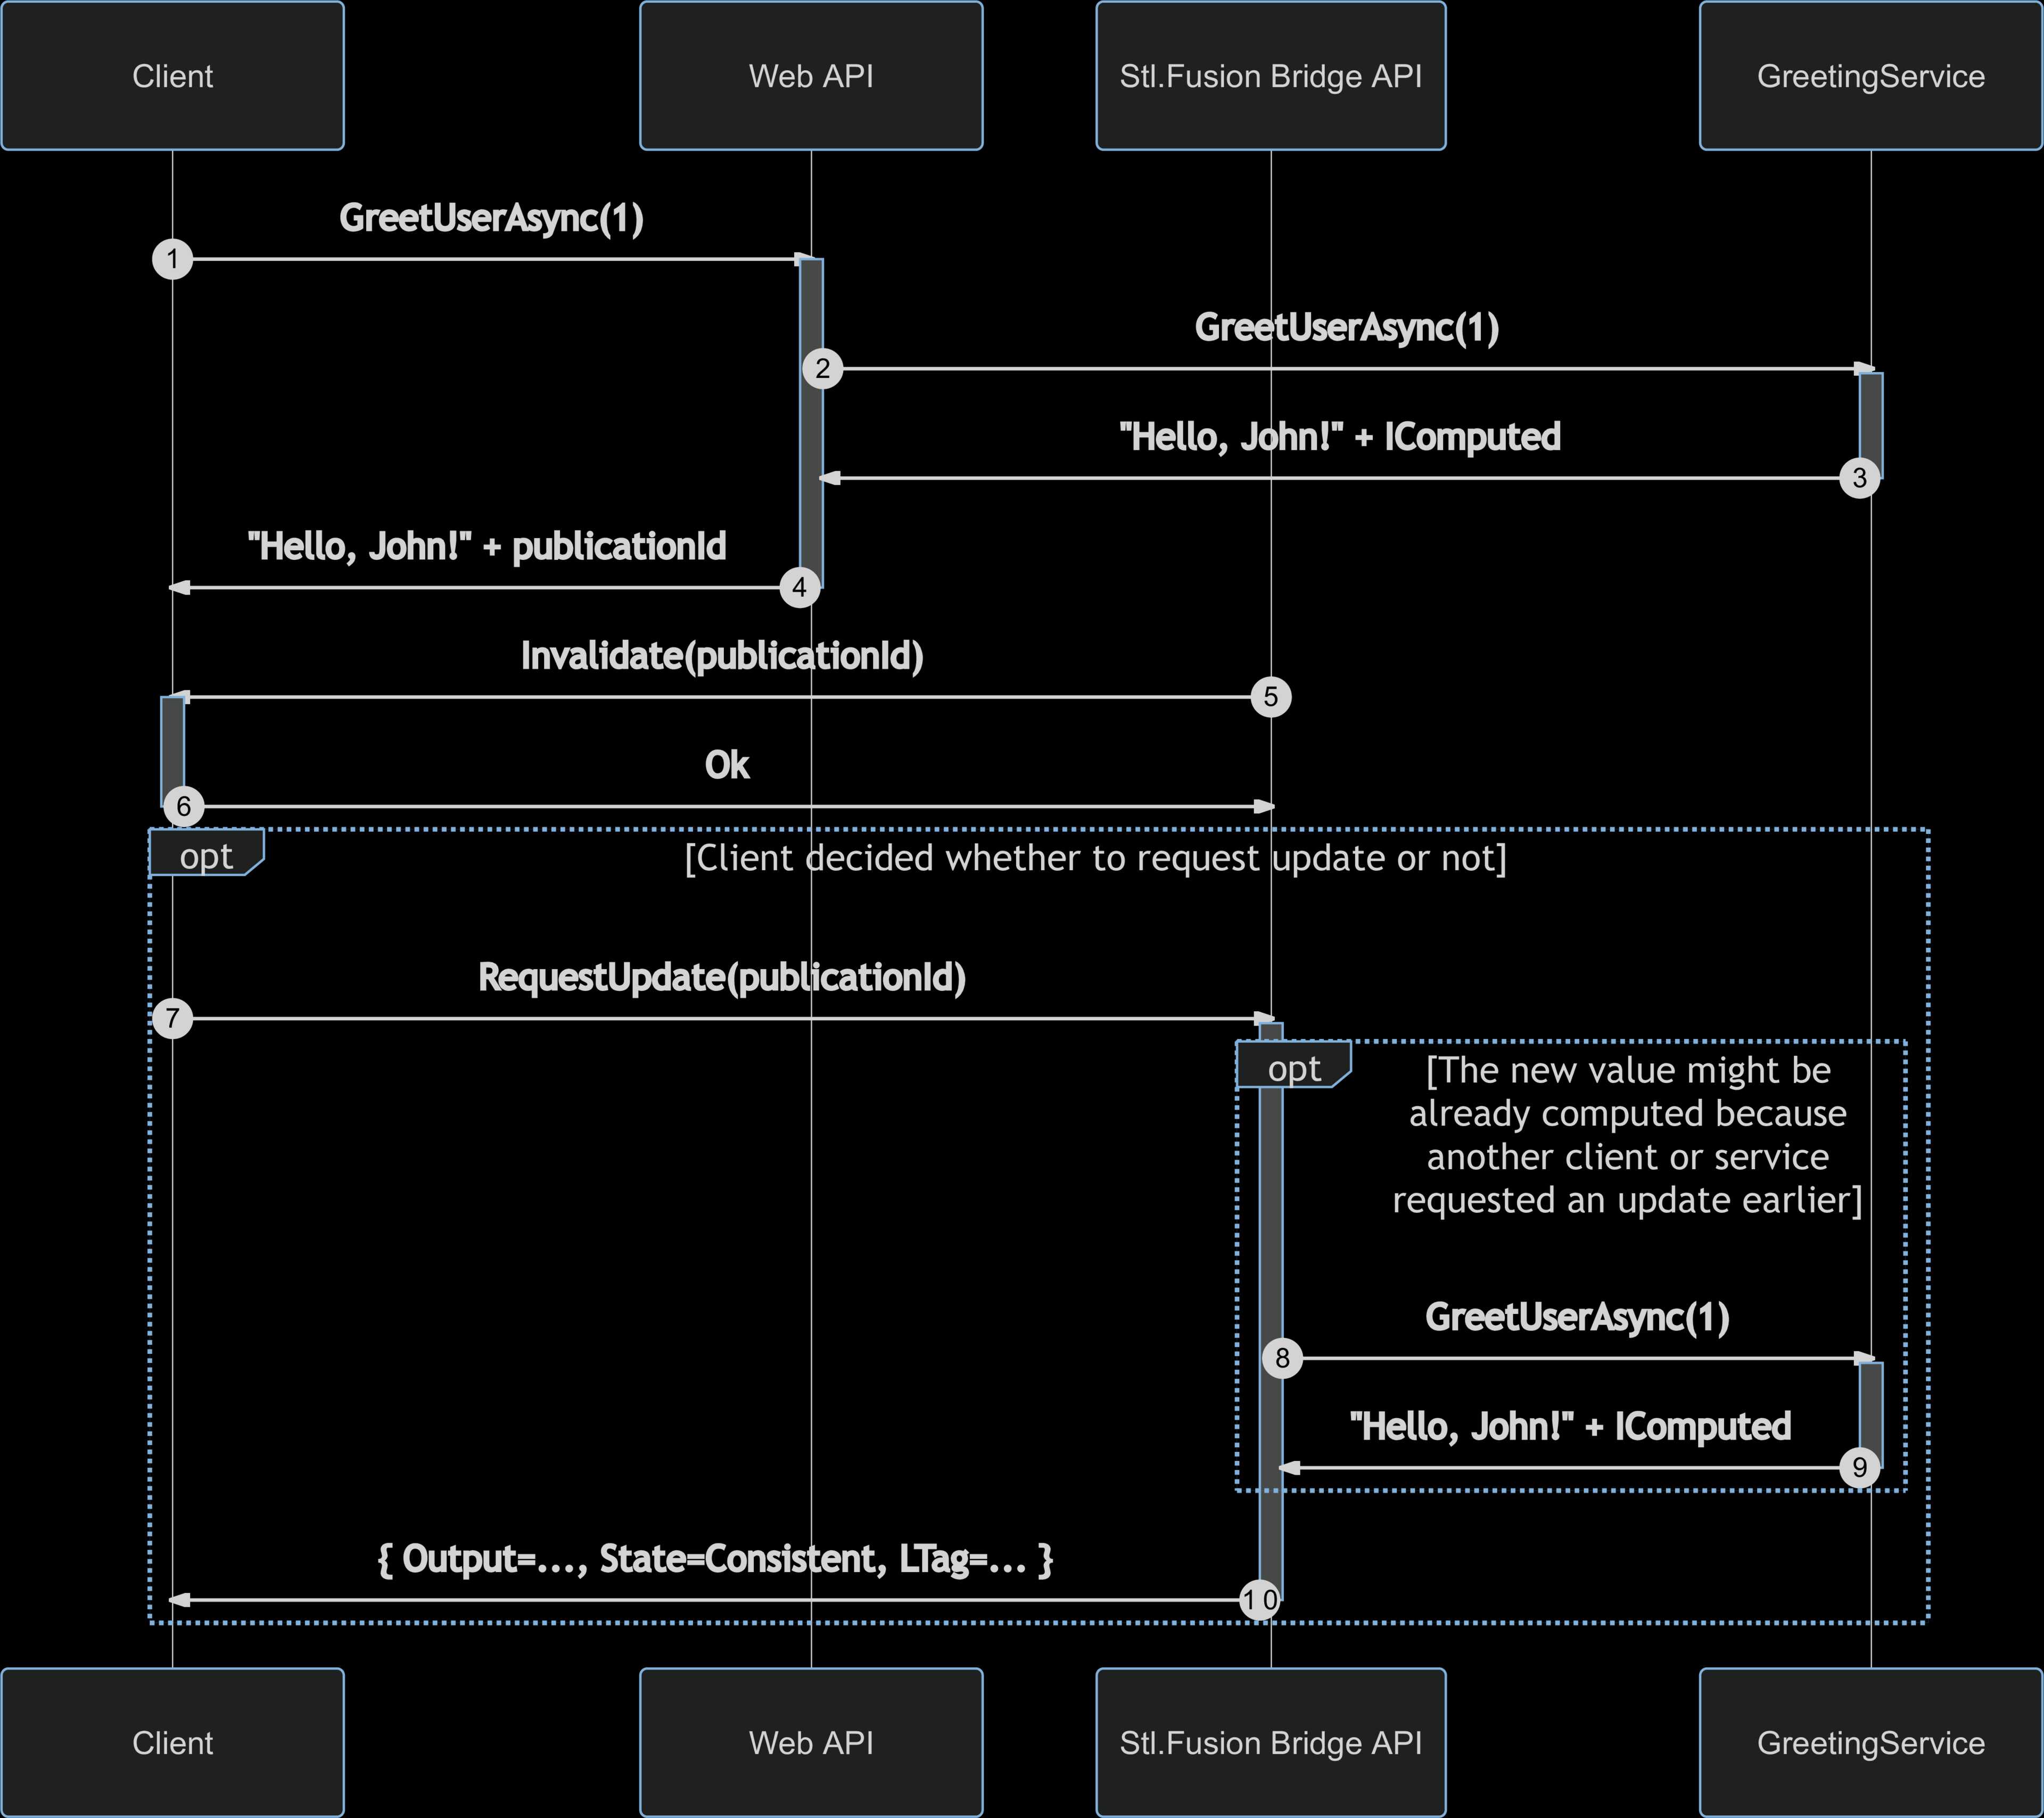 Client
Web API
Stl.Fusion Bridge API
GreetingService
GreetUserAsync(1)
1
GreetUserAsync(1)
2
"Hello, John!" + IComputed
3
"Hello, John!" + publicationId
4
Invalidate(publicationId)
5
Ok
6
opt
[Client decided whether to request update or not]
RequestUpdate(publicationId)
7
opt
[The new value might be
already computed because
another client or service
requested an update earlier]
GreetUserAsync(1)
8
"Hello, John!" + IComputed
9
{ Output=..., State=Consistent, LTag=... }
10
Client
Web API
Stl.Fusion Bridge API
GreetingService